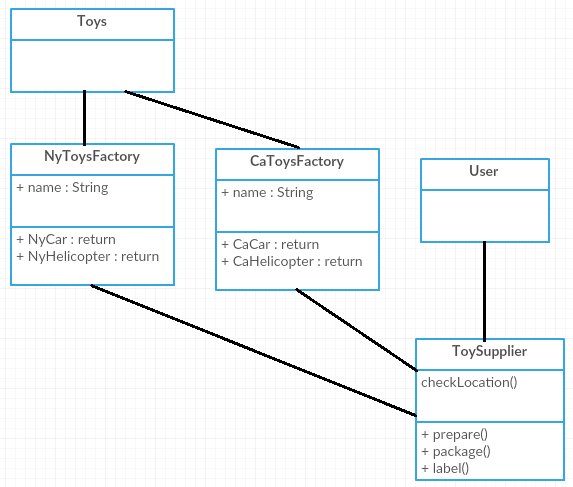 Toys
NyToysFactory
+ name : String
+ NyCar : return
+ NyHelicopter : return
CaToysFactory
+ name : String
+ CaCar : return
+ CaHelicopter : return
User
ToySupplier
checkLocation()
+ prepare()
+ package()
+ label()